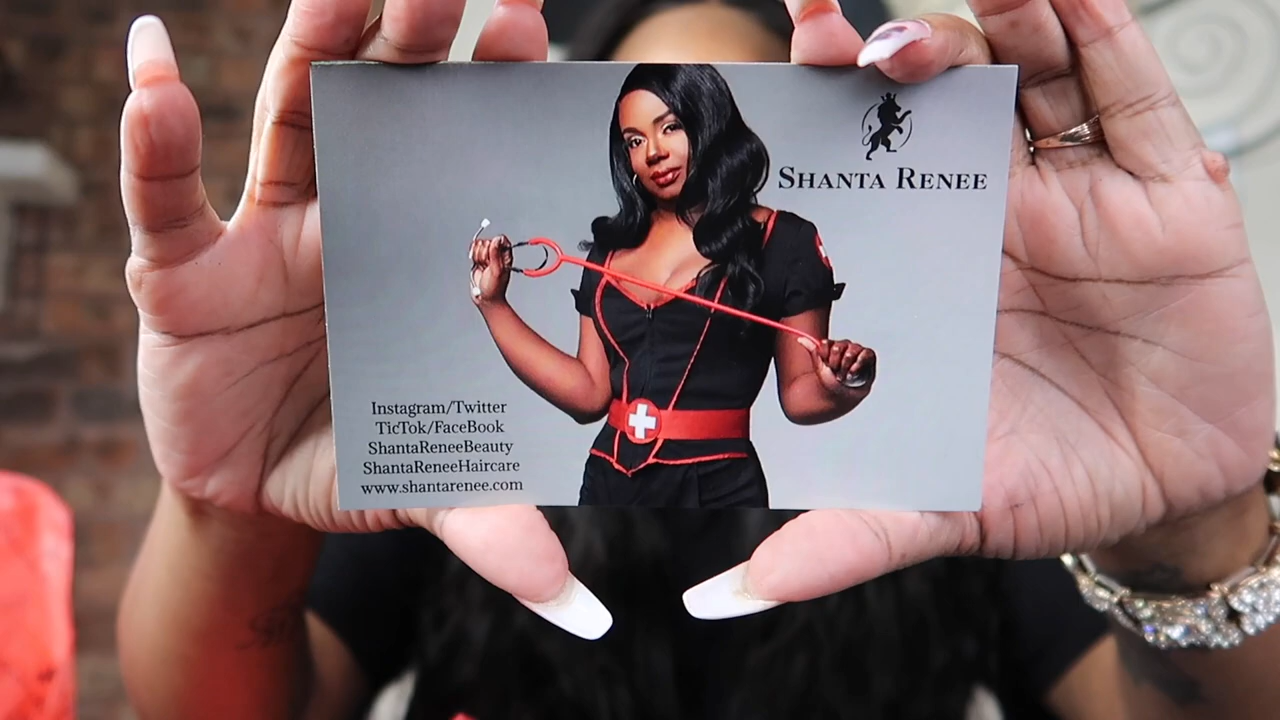 SHANTA RENEE
Instagram/Twitter
TicTok/FaceBook
ShantaReneeBeauty
ShantaReneeHaircare
www.shantarenee.com